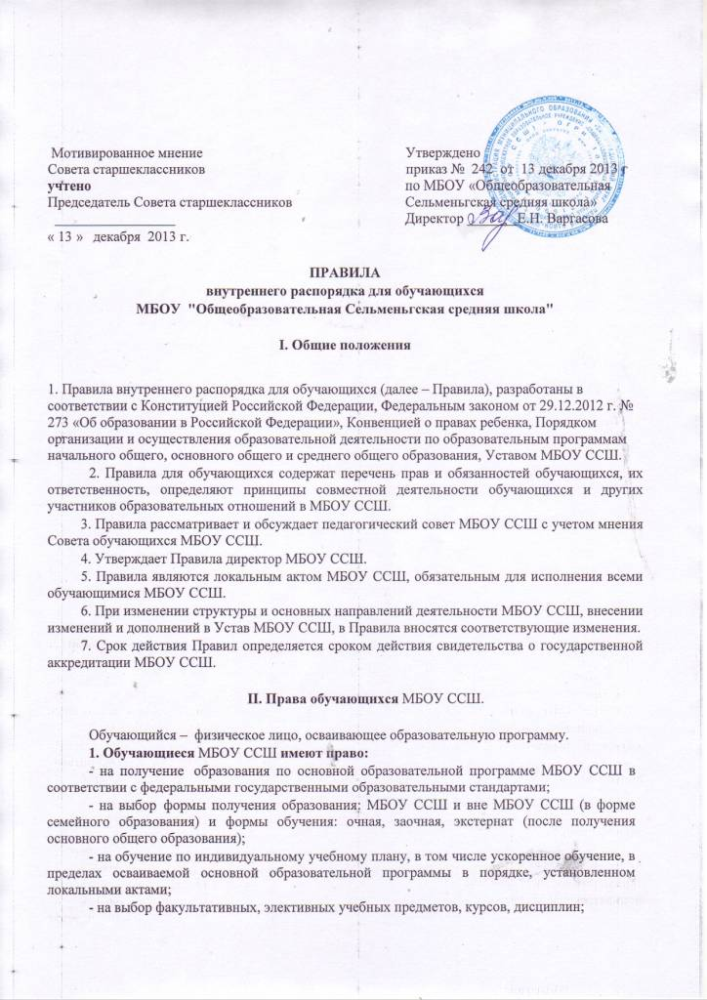 Мотивированное мнение
Совета старшеклассников
учтено
Председатель Совета старшеклассников
« 13 » декабря 2013 г.
Утверждено
приказ № 242 от 13 декабря 2013 г
по МБОУ «Общеобразовательная
Сельменьгская средняя школа»
Директор Е.Н. Варгасова
ПРАВИЛА
внутреннего распорядка для обучающихся
МБОУ "Общеобразовательная Сельменьгская средняя школа"
I. Общие положения
1. Правила внутреннего распорядка для обучающихся (далее – Правила), разработаны в
соответствии с Конституцией Российской Федерации, Федеральным законом от 29.12.2012 г. №
273 «Об образовании в Российской Федерации», Конвенцией о правах ребенка, Порядком
организации и осуществления образовательной деятельности по образовательным программам
начального общего, основного общего и среднего общего образования, Уставом МБОУ ССШ.
2. Правила для обучающихся содержат перечень прав и обязанностей обучающихся, их
ответственность, определяют принципы совместной деятельности обучающихся и других
участников образовательных отношений в МБОУ ССШ.
3. Правила рассматривает и обсуждает педагогический совет МБОУ ССШ с учетом мнения
Совета обучающихся МБОУ ССШ.
4. Утверждает Правила директор МБОУ ССШ.
5. Правила являются локальным актом МБОУ ССШ, обязательным для исполнения всеми
обучающимися МБОУ ССШ.
6. При изменении структуры и основных направлений деятельности МБОУ ССШ, внесении
изменений и дополнений в Устав МБОУ ССШ, в Правила вносятся соответствующие изменения.
7. Срок действия Правил определяется сроком действия свидетельства о государственной
аккредитации МБОУ ССШ.
II. Права обучающихся МБОУ ССШ.
Обучающийся – физическое лицо, осваивающее образовательную программу.
1. Обучающиеся МБОУ ССШ имеют право:
- на получение образования по основной образовательной программе МБОУ ССШ в
соответствии с федеральными государственными образовательными стандартами;
- на выбор формы получения образования: МБОУ ССШ и вне МБОУ ССШ (в форме
семейного образования) и формы обучения: очная, заочная, экстернат (после получения
основного общего образования);
- на обучение по индивидуальному учебному плану, в том числе ускоренное обучение, в
пределах осваиваемой основной образовательной программы в порядке, установленном
локальными актами;
- на выбор факультативных, элективных учебных предметов, курсов, дисциплин;